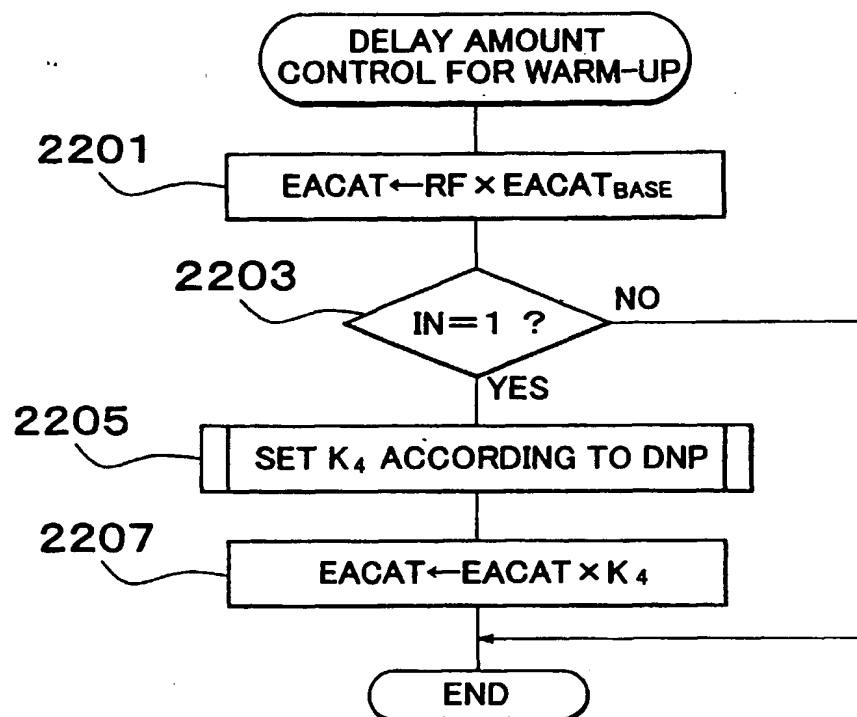 DELAY AMOUNT
CONTROL FOR WARM-UP
2201
EACAT←RF×EACATBASE
2203
IN=1 ?
NO
YES
2205
SET K4 ACCORDING TO DNP
2207
EACAT←EACAT×K4
END